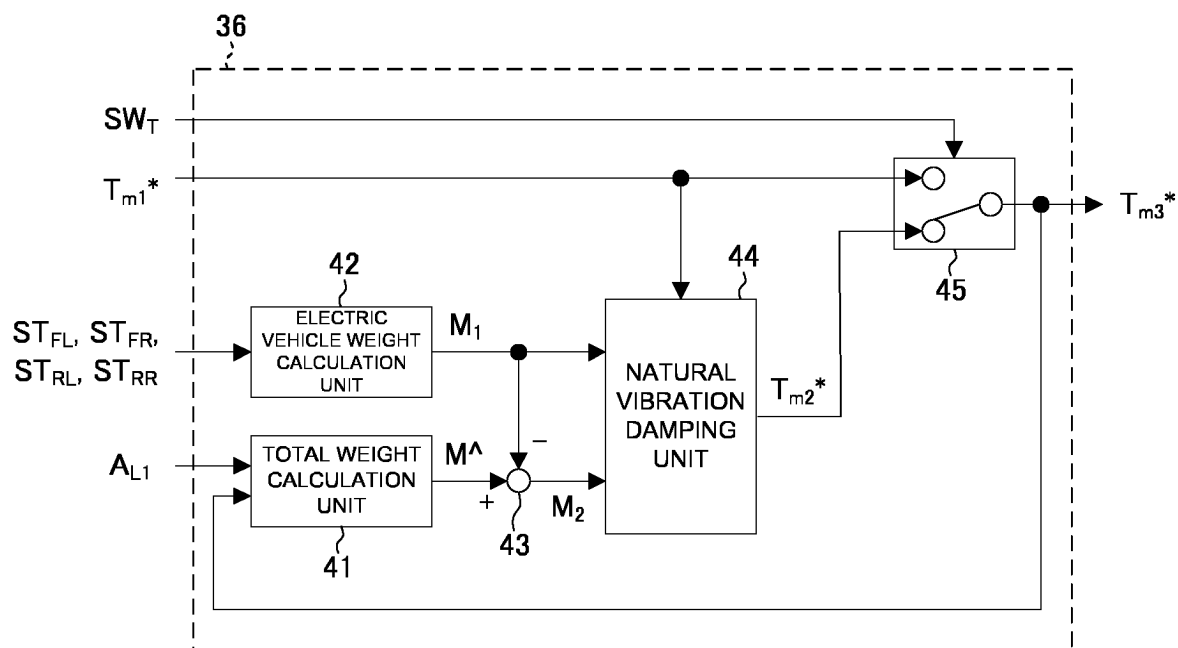 36
SW_T
T_m1*
T_m3*
45
44
42
ELECTRIC
VEHICLE WEIGHT
CALCULATION
UNIT
M_1
ST_FL, ST_FR,
ST_RL, ST_RR
NATURAL
VIBRATION
DAMPING
UNIT
T_m2*
−
TOTAL WEIGHT
CALCULATION
UNIT
M^
A_L1
+
M_2
43
41